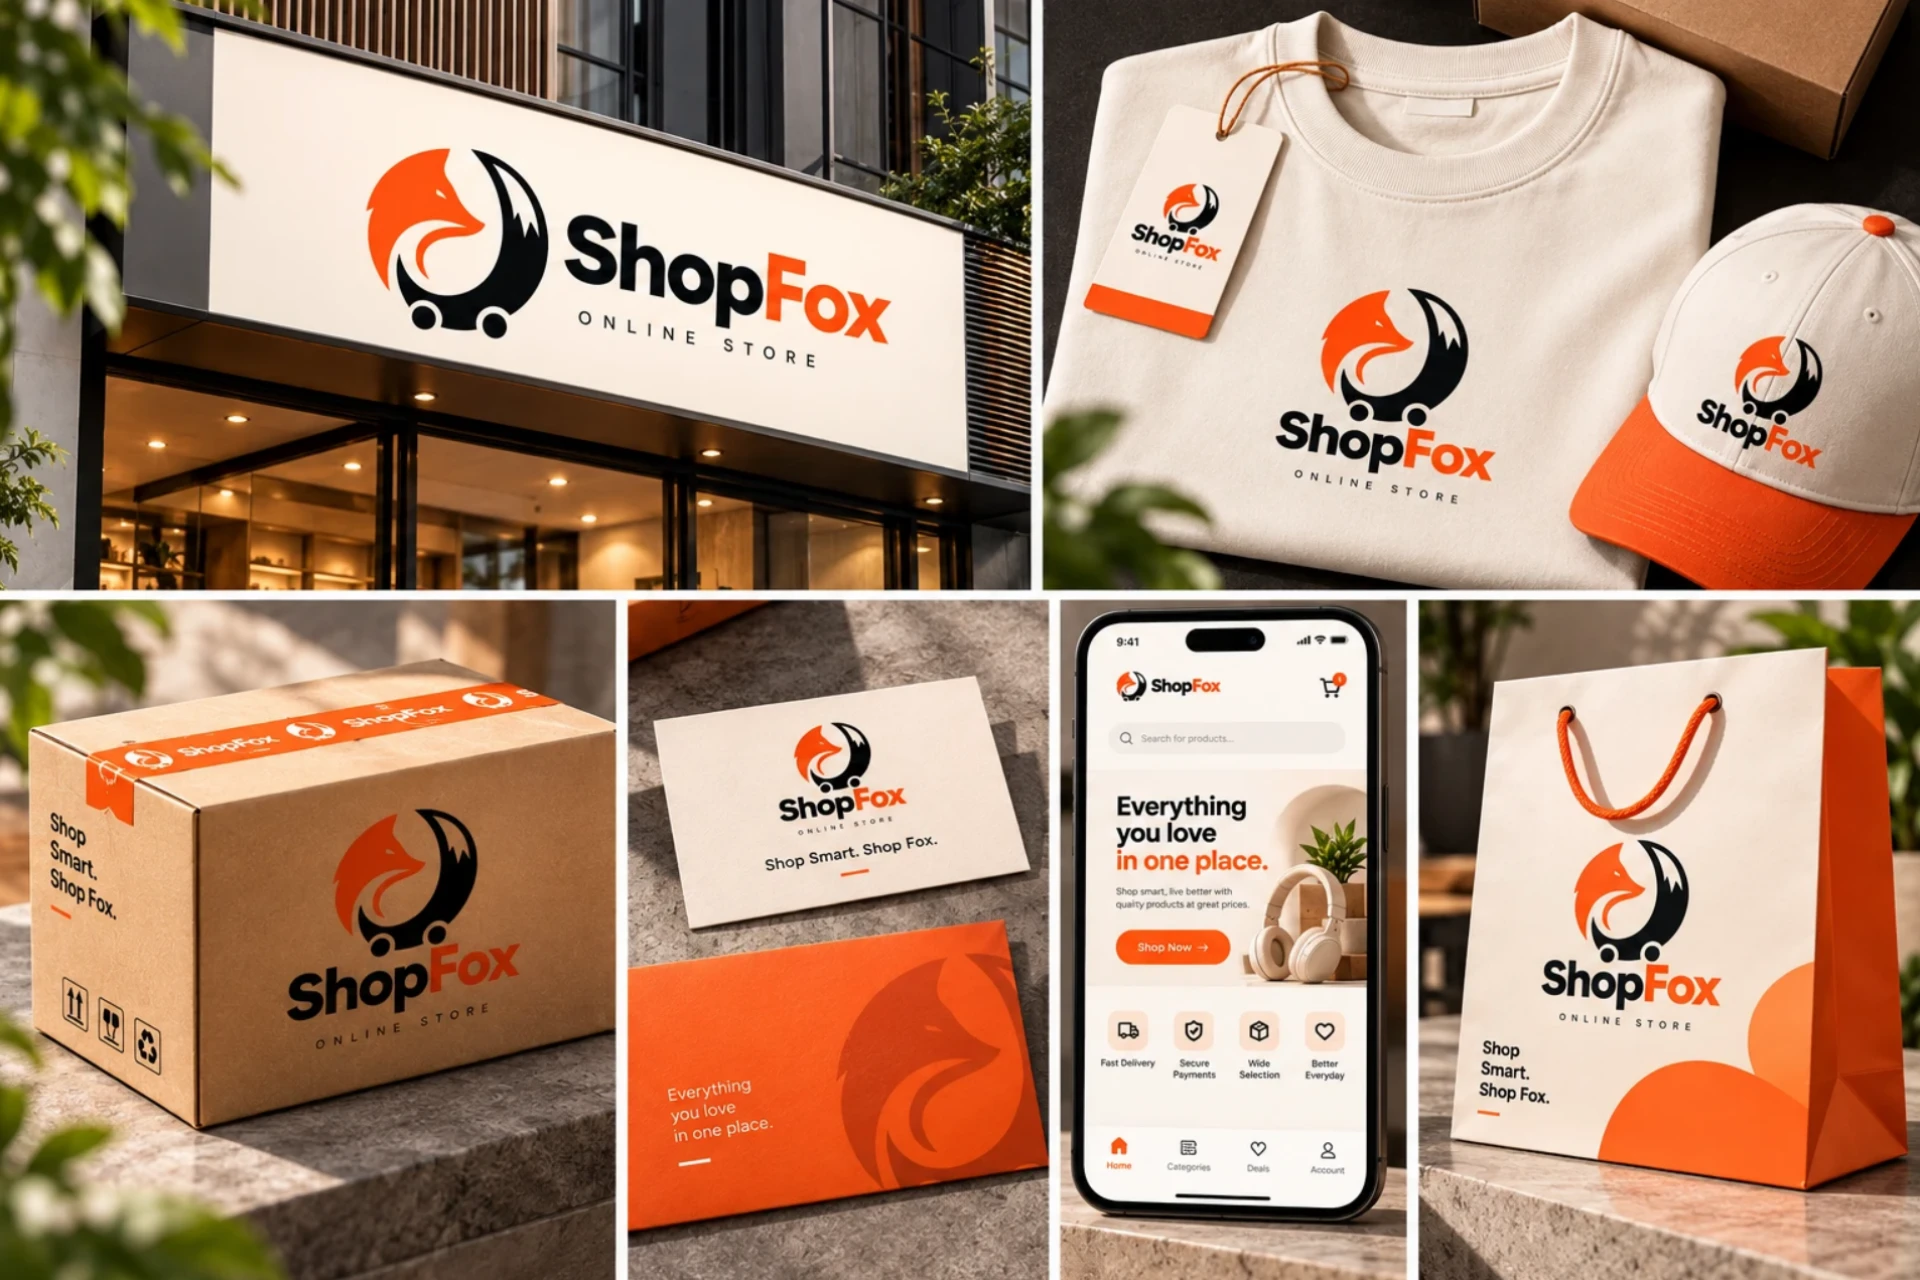 ShopFox
ONLINE STORE
ShopFox
ONLINE STORE
ShopFox
ONLINE STORE
ShopFox
ShopFox
ShopFox
Shop
Smart.
Shop Fox.
ShopFox
ONLINE STORE
ShopFox
ONLINE STORE
Shop Smart. Shop Fox.
Everything
you love
in one place.
9:41
ShopFox
1
Search for products...
Everything
you love
in one place.
Shop smart, live better with
quality products at great prices.
Shop Now →
Fast Delivery
Secure
Payments
Wide
Selection
Better
Everyday
Home
Categories
Deals
Account
ShopFox
ONLINE STORE
Shop
Smart.
Shop Fox.